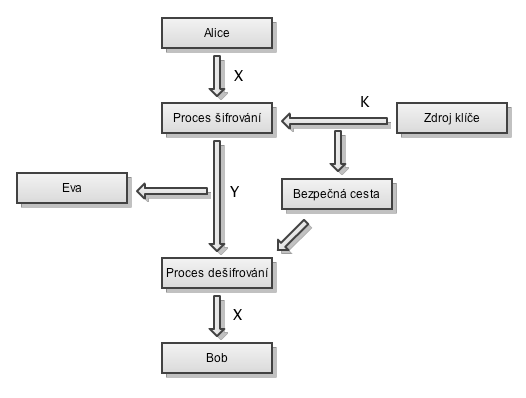 Alice
X
K
Proces šifrování
Zdroj klíče
Eva
Y
Bezpečná cesta
Proces dešifrování
X
Bob